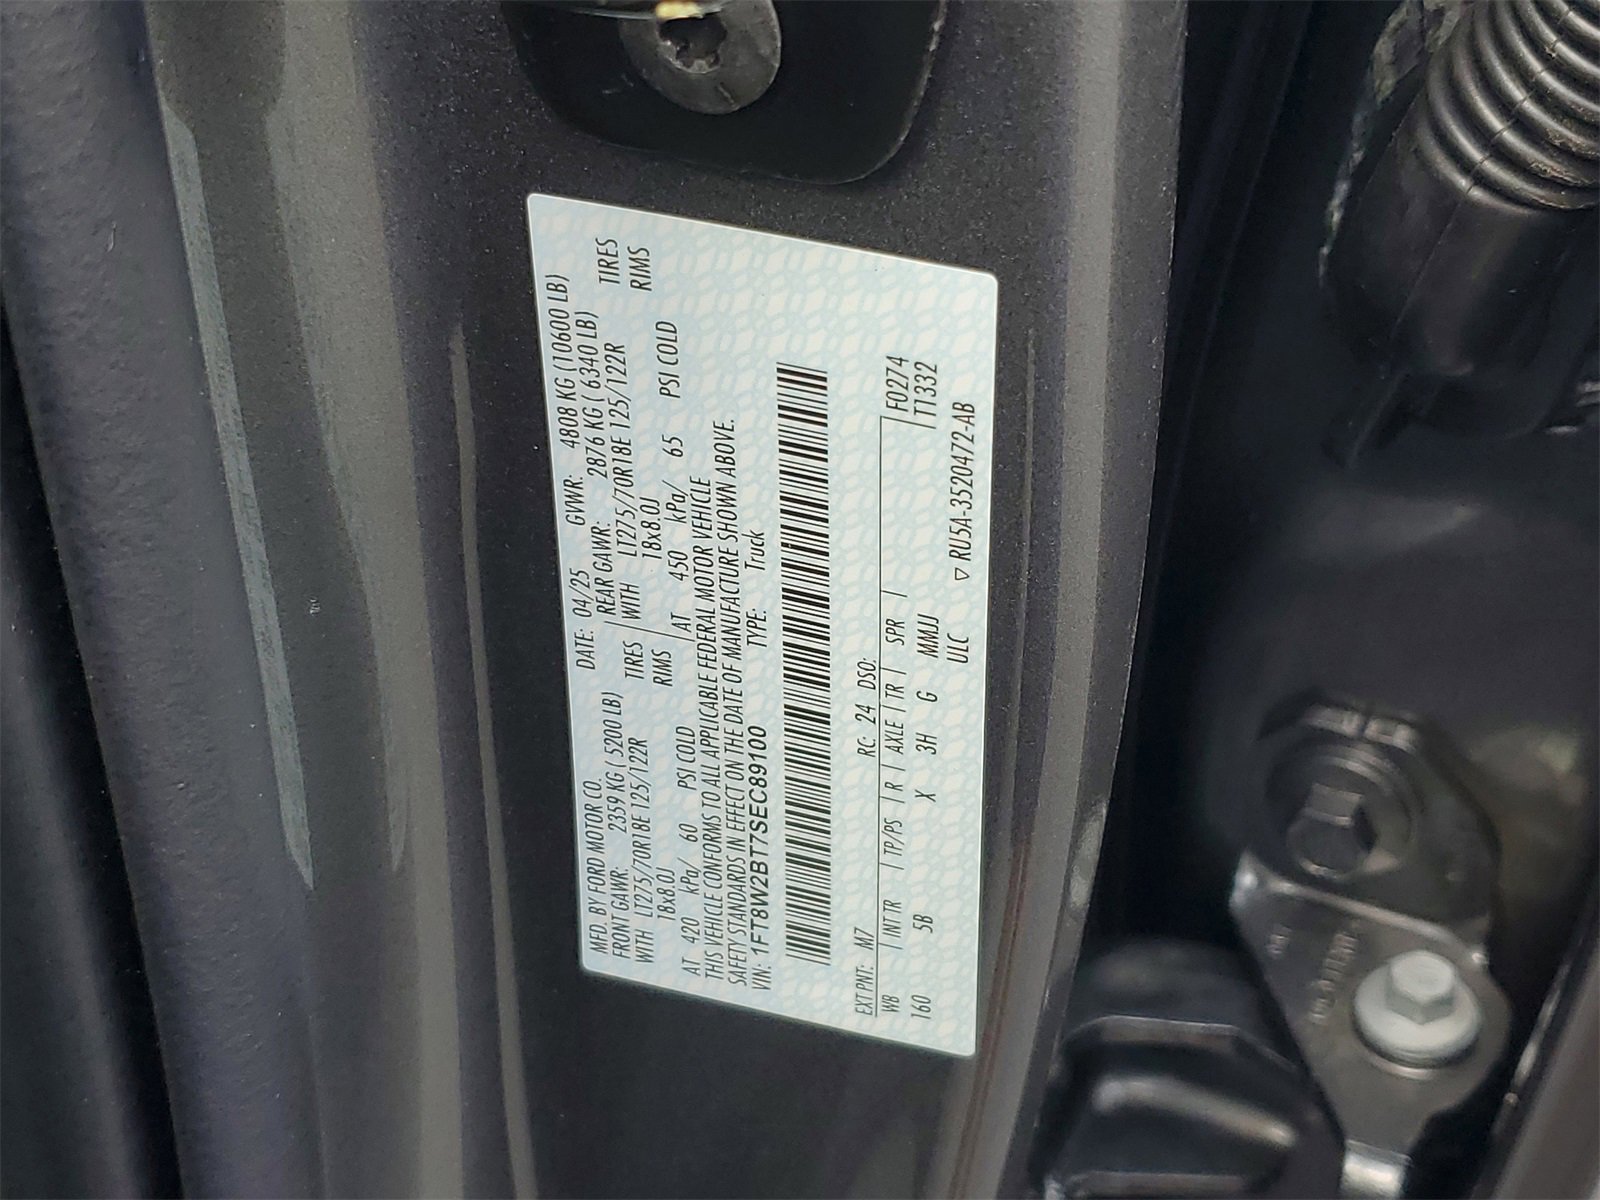 MFD. BY FORD MOTOR CO. DATE: 04/25 GVWR: 4808 KG (10600 LB)
FRONT GAWR: 2359 KG ( 5200 LB) REAR GAWR: 2876 KG ( 6340 LB)
WITH LT275/70R18E 125/122R TIRES WITH LT275/70R18E 125/122R TIRES
18x8.0J RIMS 18x8.0J RIMS
AT 420 kPa/ 60 PSI COLD AT 450 kPa/ 65 PSI COLD
THIS VEHICLE CONFORMS TO ALL APPLICABLE FEDERAL MOTOR VEHICLE
SAFETY STANDARDS IN EFFECT ON THE DATE OF MANUFACTURE SHOWN ABOVE.
VIN: 1FT8W2BT7SEC89100 TYPE: Truck
EXT PNT: M7 RC: 24 DSO: F0274
WB INT TR TP/PS R AXLE TR SPR T1332
160 5B X 3H G MMJJ
ULC ▽ RU5A-3520472-AB